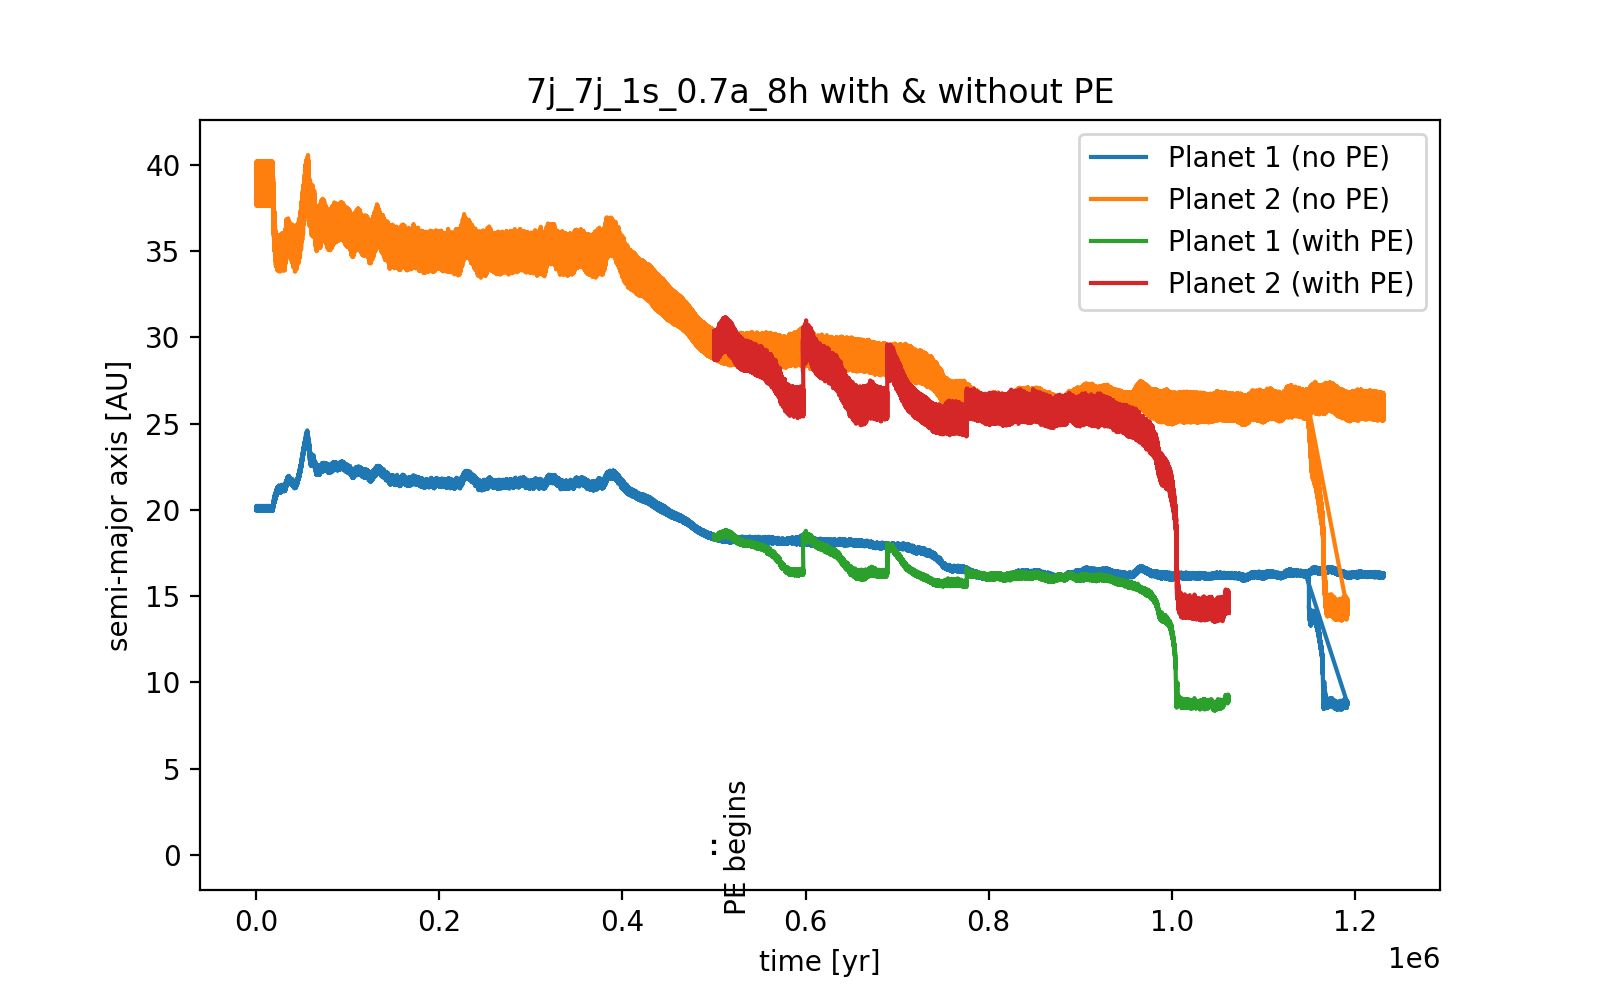 7j_7j_1s_0.7a_8h with & without PE
Planet 1 (no PE)
Planet 2 (no PE)
Planet 1 (with PE)
Planet 2 (with PE)
semi-major axis [AU]
40
35
30
25
20
15
10
5
0
PE begins
0.0
0.2
0.4
0.6
0.8
1.0
1.2
time [yr]
1e6